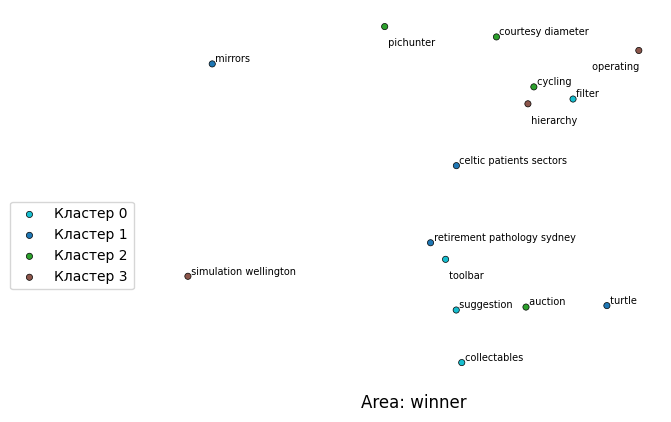 pichunter
courtesy diameter
mirrors
operating
cycling
filter
hierarchy
celtic patients sectors
Кластер 0
Кластер 1
Кластер 2
Кластер 3
retirement pathology sydney
simulation wellington
toolbar
suggestion
auction
turtle
collectables
Area: winner